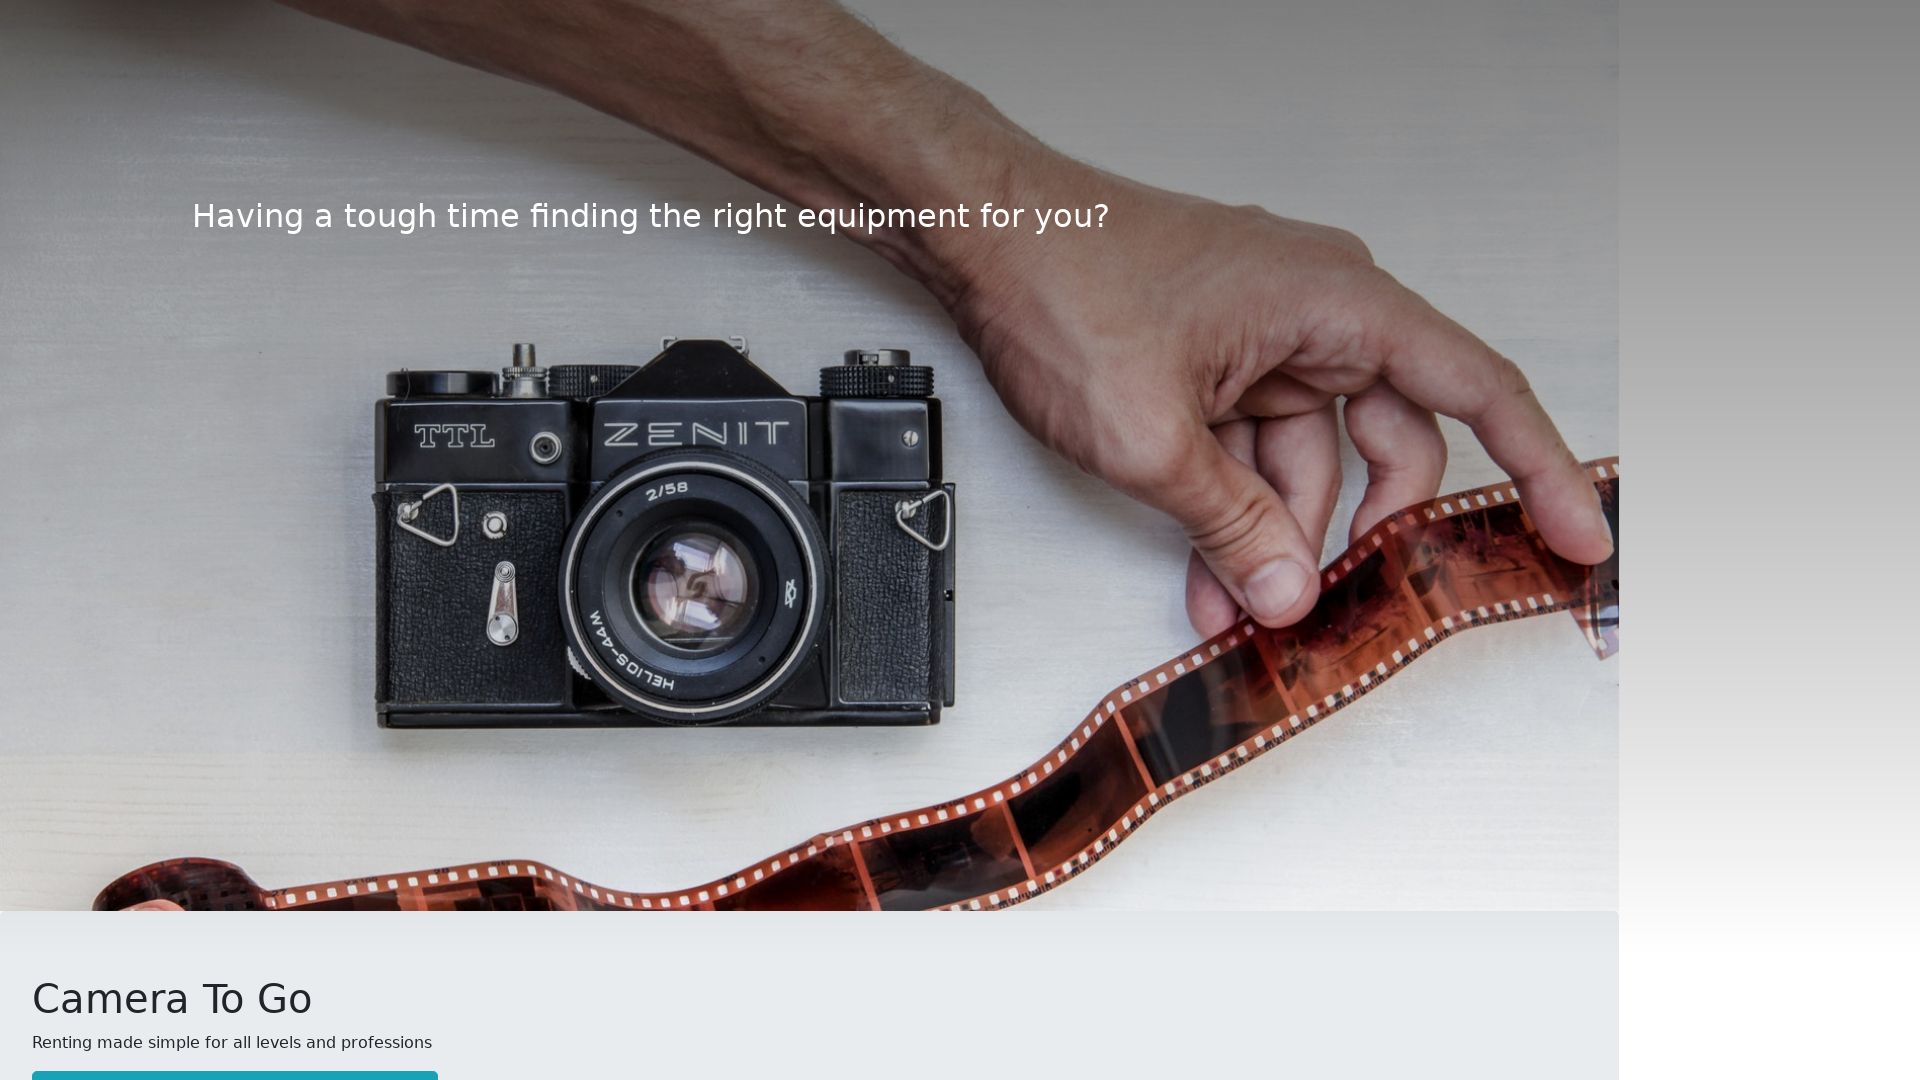 Having a tough time finding the right equipment for you?
TTL
ZENIT
2/58
HELIOS-44M
Camera To Go
Renting made simple for all levels and professions